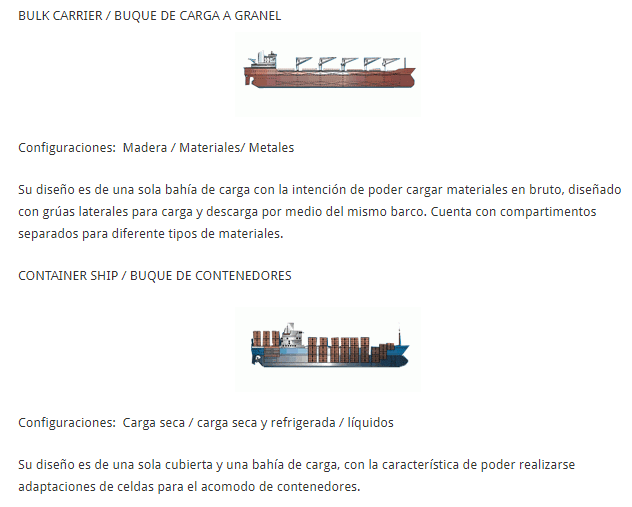 BULK CARRIER / BUQUE DE CARGA A GRANEL
Configuraciones:  Madera / Materiales/ Metales
Su diseño es de una sola bahía de carga con la intención de poder cargar materiales en bruto, diseñado
con grúas laterales para carga y descarga por medio del mismo barco. Cuenta con compartimentos
separados para diferente tipos de materiales.
CONTAINER SHIP / BUQUE DE CONTENEDORES
Configuraciones:  Carga seca / carga seca y refrigerada / líquidos
Su diseño es de una sola cubierta y una bahía de carga, con la característica de poder realizarse
adaptaciones de celdas para el acomodo de contenedores.